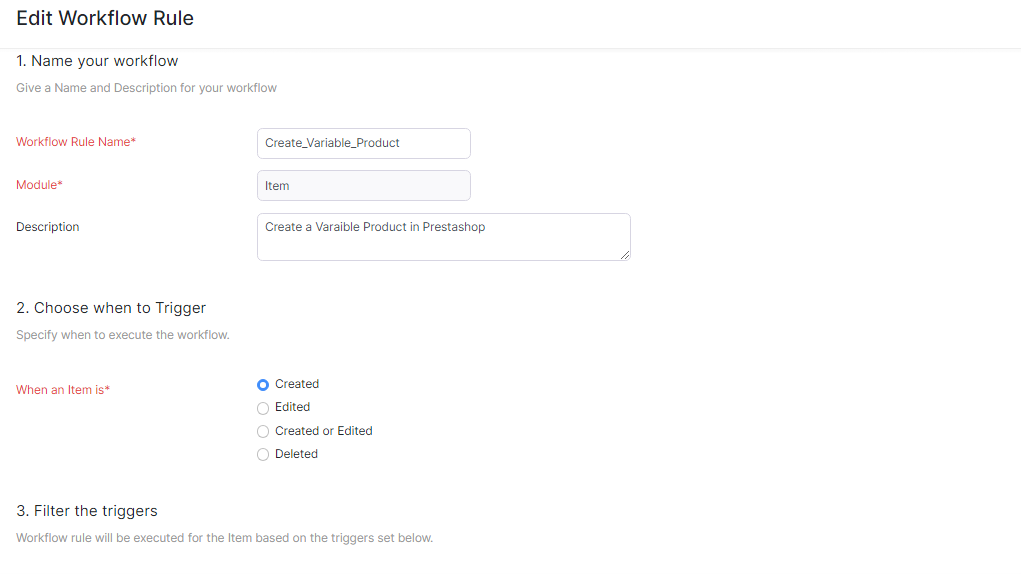 Edit Workflow Rule
1. Name your workflow
Give a Name and Description for your workflow
Workflow Rule Name* Create_Variable_Product
Module* Item
Description Create a Varaible Product in Prestashop
2. Choose when to Trigger
Specify when to execute the workflow.
When an Item is* Created
Edited
Created or Edited
Deleted
3. Filter the triggers
Workflow rule will be executed for the Item based on the triggers set below.